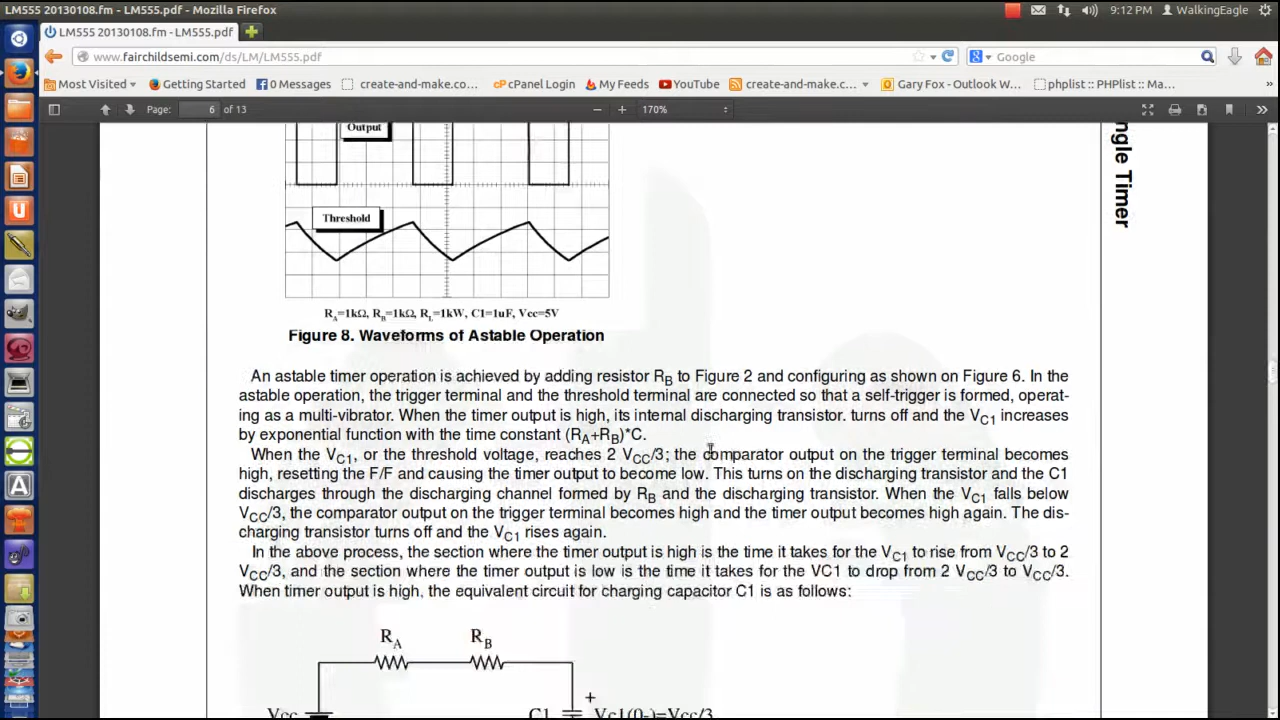 LM555 20130108.fm - LM555.pdf - Mozilla Firefox
9:12 PM
WalkingEagle
LM555 20130108.fm - LM555.pdf
www.fairchildsemi.com/ds/LM/LM555.pdf
Google
Most Visited
Getting Started
0 Messages
create-and-make.co...
cPanel Login
My Feeds
YouTube
create-and-make.c...
Gary Fox - Outlook W...
phplist :: PHPlist :: Ma...
Page: 6 of 13
170%
ngle Timer
Output
Threshold
RA=1kΩ, RB=1kΩ, RL=1kW, C1=1uF, Vcc=5V
Figure 8. Waveforms of Astable Operation
An astable timer operation is achieved by adding resistor RB to Figure 2 and configuring as shown on Figure 6. In the
astable operation, the trigger terminal and the threshold terminal are connected so that a self-trigger is formed, operat-
ing as a multi-vibrator. When the timer output is high, its internal discharging transistor. turns off and the VC1 increases
by exponential function with the time constant (RA+RB)*C.
When the VC1, or the threshold voltage, reaches 2 VCC/3; the comparator output on the trigger terminal becomes
high, resetting the F/F and causing the timer output to become low. This turns on the discharging transistor and the C1
discharges through the discharging channel formed by RB and the discharging transistor. When the VC1 falls below
VCC/3, the comparator output on the trigger terminal becomes high and the timer output becomes high again. The dis-
charging transistor turns off and the VC1 rises again.
In the above process, the section where the timer output is high is the time it takes for the VC1 to rise from VCC/3 to 2
VCC/3, and the section where the timer output is low is the time it takes for the VC1 to drop from 2 VCC/3 to VCC/3.
When timer output is high, the equivalent circuit for charging capacitor C1 is as follows:
RA
RB
+
Vcc
C1
Vc1(0-)=Vcc/3